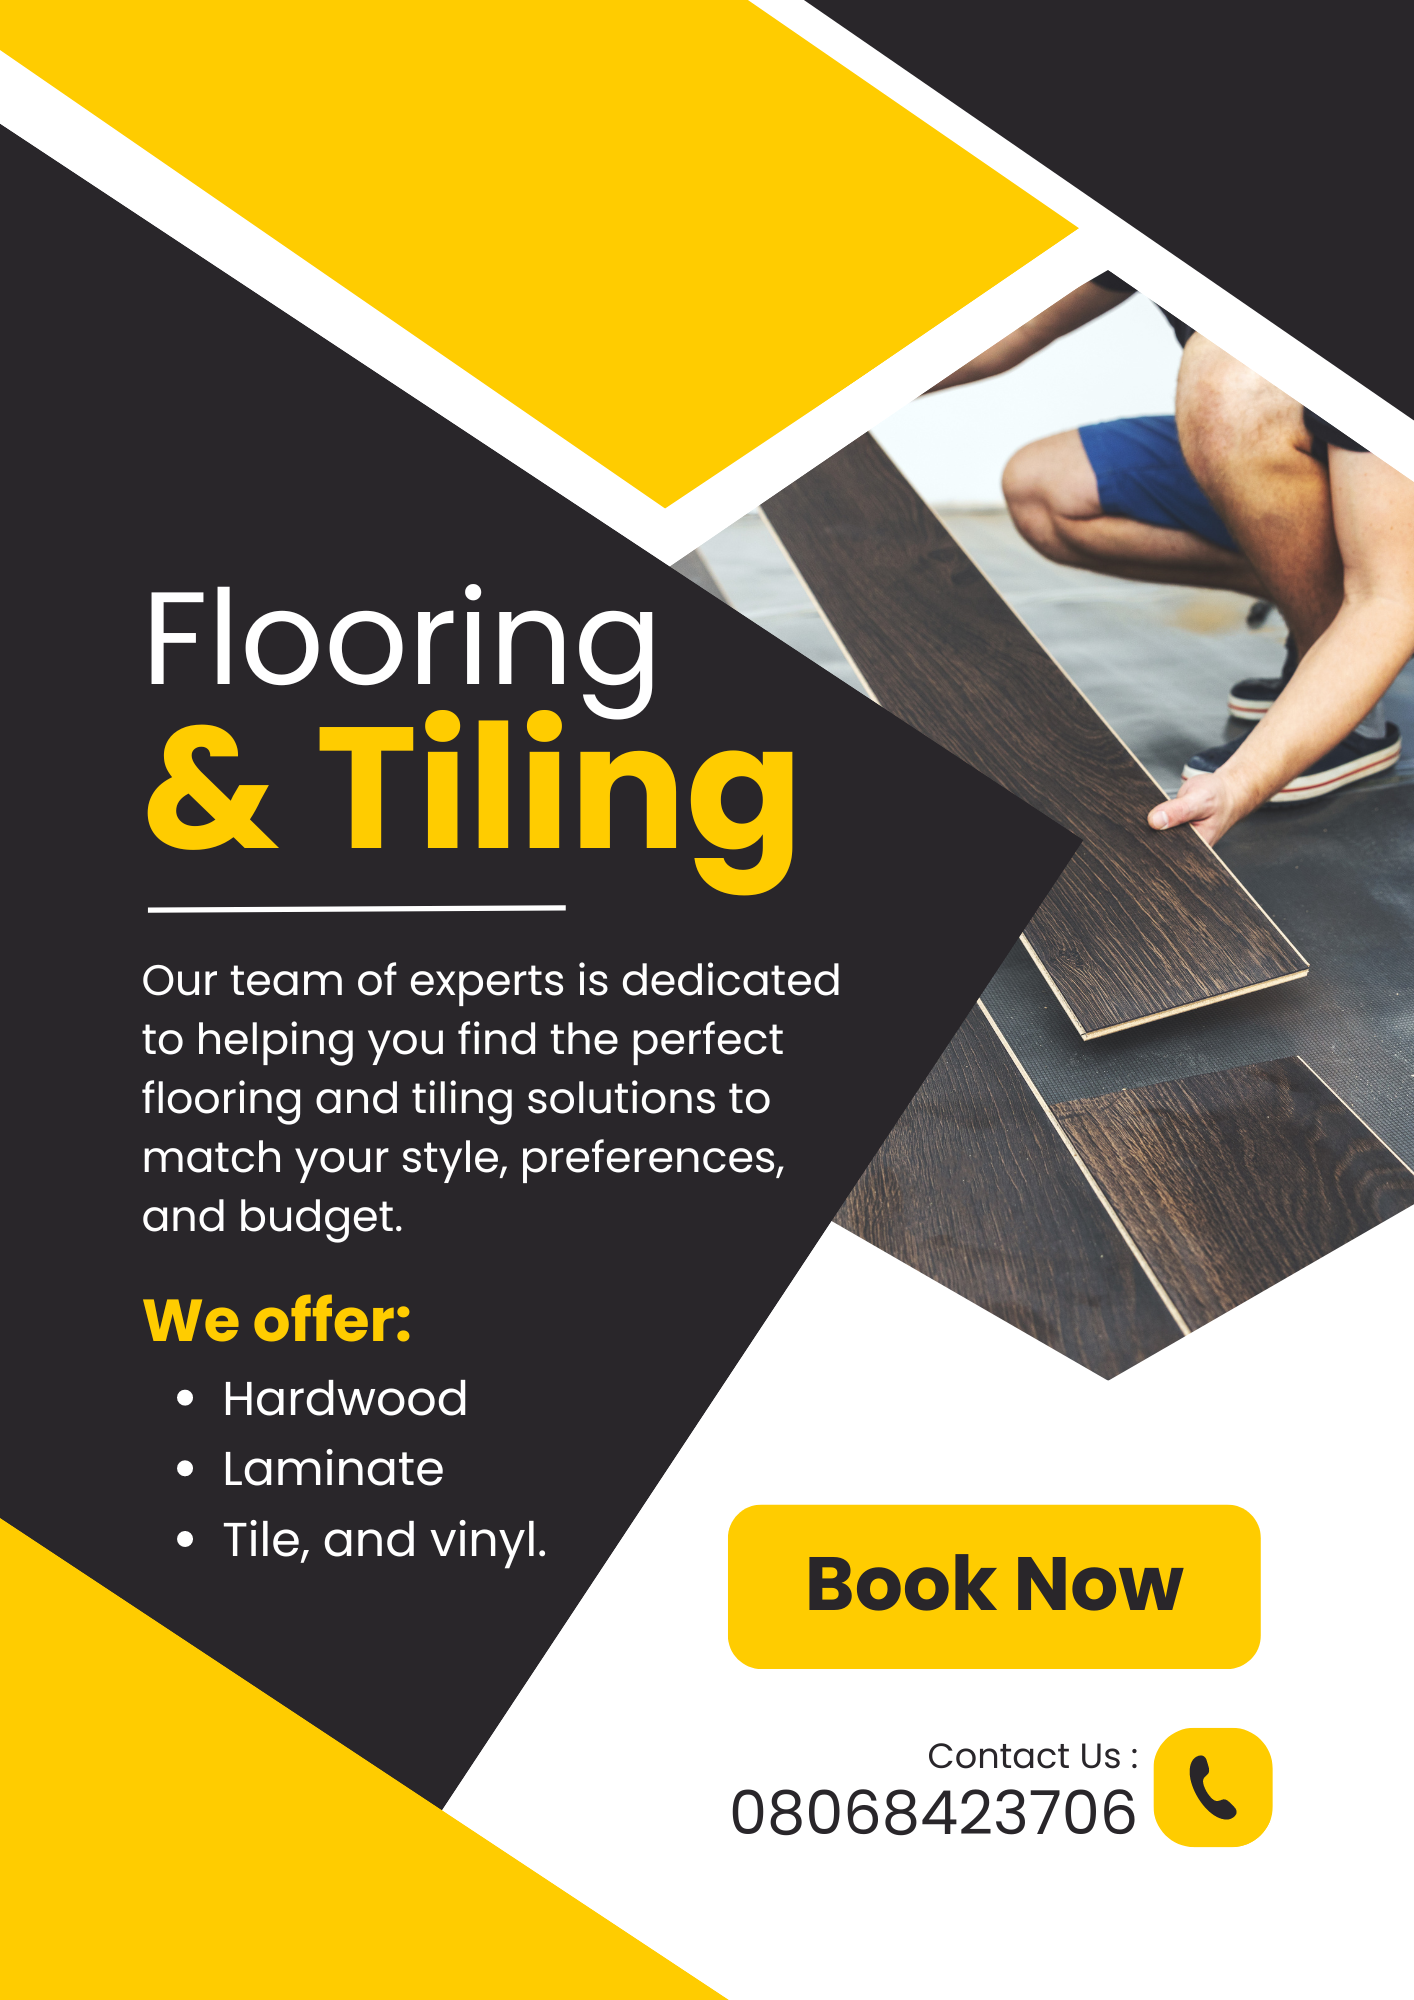 Flooring
& Tiling
Our team of experts is dedicated
to helping you find the perfect
flooring and tiling solutions to
match your style, preferences,
and budget.
We offer:
• Hardwood
• Laminate
• Tile, and vinyl.
Book Now
Contact Us :
08068423706